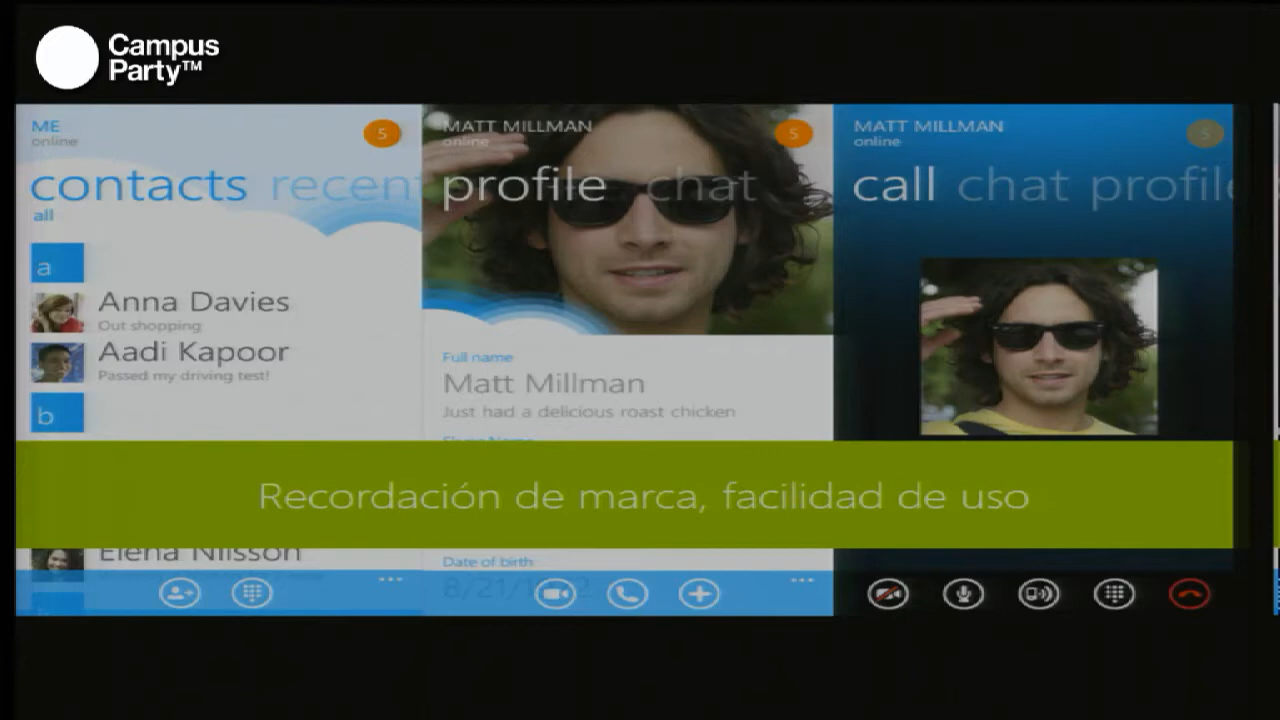 Campus
Party™
ME
online
5
contacts recent
all
a
Anna Davies
Out shopping
Aadi Kapoor
Passed my driving test!
b
Elena Nilsson
MATT MILLMAN
online
5
profile chat
Full name
Matt Millman
Just had a delicious roast chicken
Date of birth
MATT MILLMAN
online
5
call chat profile
Recordación de marca, facilidad de uso